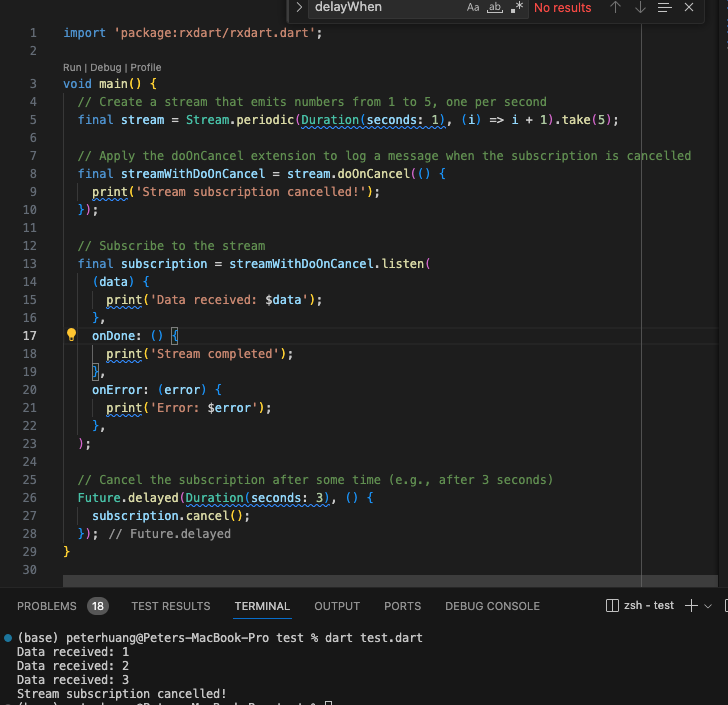 delayWhen Aa ab .* No results
1 import 'package:rxdart/rxdart.dart';
2
Run | Debug | Profile
3 void main() {
4 // Create a stream that emits numbers from 1 to 5, one per second
5 final stream = Stream.periodic(Duration(seconds: 1), (i) => i + 1).take(5);
6
7 // Apply the doOnCancel extension to log a message when the subscription is cancelled
8 final streamWithDoOnCancel = stream.doOnCancel(() {
9 print('Stream subscription cancelled!');
10 });
11
12 // Subscribe to the stream
13 final subscription = streamWithDoOnCancel.listen(
14 (data) {
15 print('Data received: $data');
16 },
17 onDone: () {
18 print('Stream completed');
19 },
20 onError: (error) {
21 print('Error: $error');
22 },
23 );
24
25 // Cancel the subscription after some time (e.g., after 3 seconds)
26 Future.delayed(Duration(seconds: 3), () {
27 subscription.cancel();
28 }); // Future.delayed
29 }
30
PROBLEMS 18 TEST RESULTS TERMINAL OUTPUT PORTS DEBUG CONSOLE zsh - test
(base) peterhuang@Peters-MacBook-Pro test % dart test.dart
Data received: 1
Data received: 2
Data received: 3
Stream subscription cancelled!